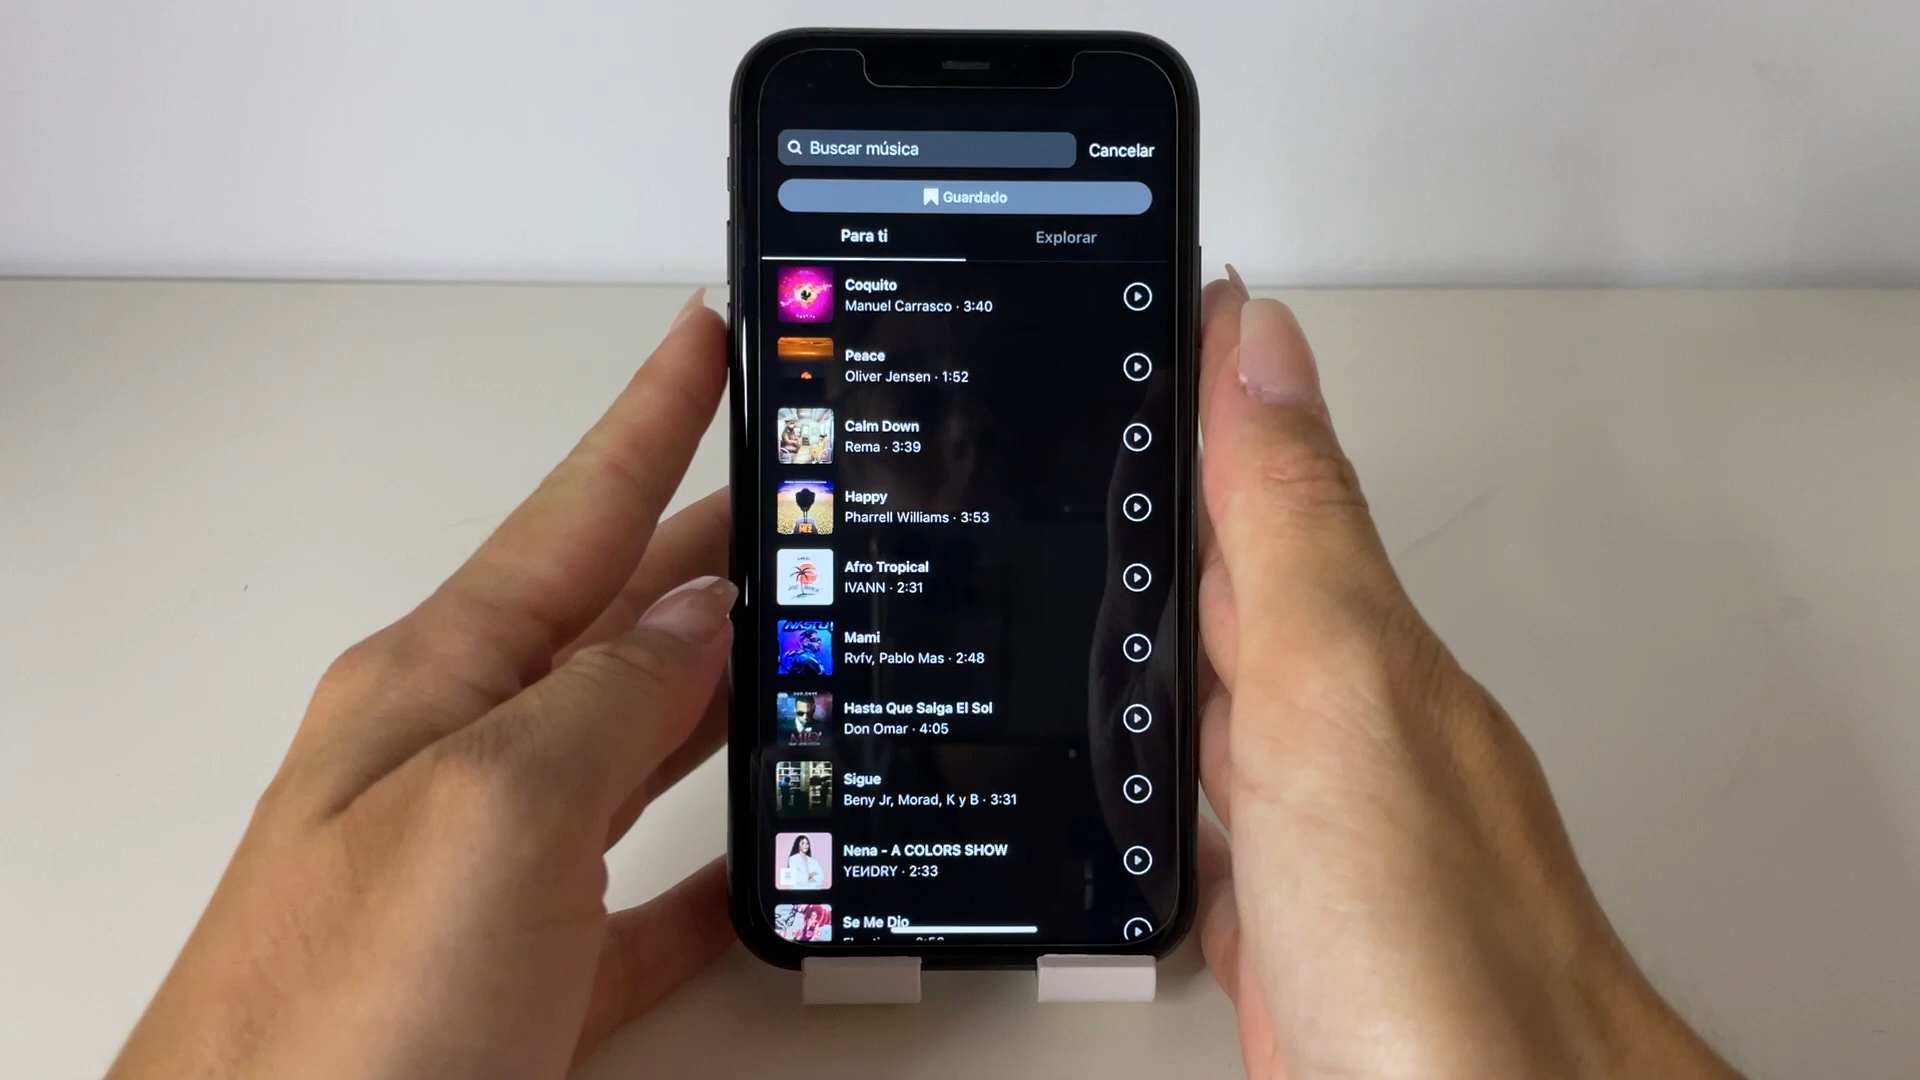 Buscar música
Cancelar
Guardado
Para ti
Explorar
Coquito
Manuel Carrasco · 3:40
Peace
Oliver Jensen · 1:52
Calm Down
Rema · 3:39
Happy
Pharrell Williams · 3:53
Afro Tropical
IVANN · 2:31
Mami
Rvfv, Pablo Mas · 2:48
Hasta Que Salga El Sol
Don Omar · 4:05
Sigue
Beny Jr, Morad, K y B · 3:31
Nena - A COLORS SHOW
YEИDRY · 2:33
Se Me Dio